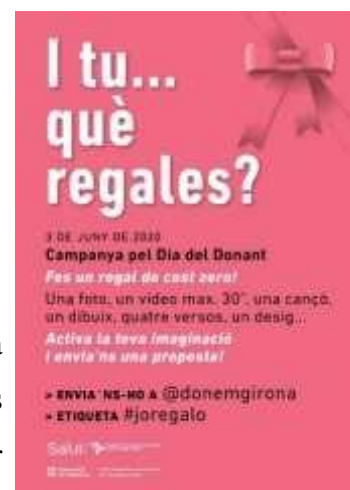 I tu...
què
regales?
3 DE JUNY DE 2020
Campanya pel Dia del Donant
Fes un regal de cost zero!
Una foto, un vídeo max. 30", una cançó,
un dibuix, quatre versos, un desig...
Activa la teva imaginació
i envia'ns una proposta!
» ENVIA'NS-HO A @donemgirona
» ETIQUETA #joregalo
Salut